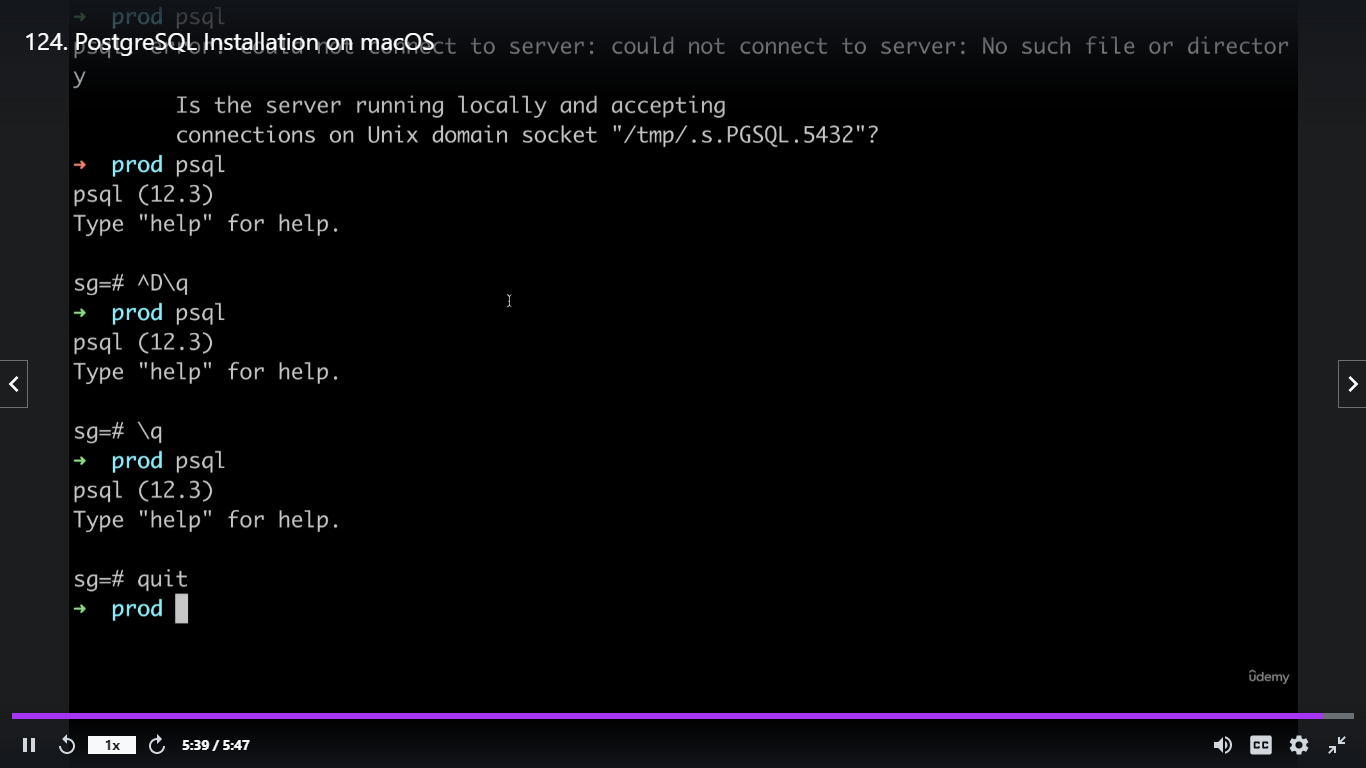 → prod psql
124. PostgreSQL Installation on macOS
psql: error: could not connect to server: could not connect to server: No such file or director
y
Is the server running locally and accepting
connections on Unix domain socket "/tmp/.s.PGSQL.5432"?
→ prod psql
psql (12.3)
Type "help" for help.
sg=# ^D\q
→ prod psql
psql (12.3)
Type "help" for help.
sg=# \q
→ prod psql
psql (12.3)
Type "help" for help.
sg=# quit
→ prod
ûdemy
1x
5:39 / 5:47
CC